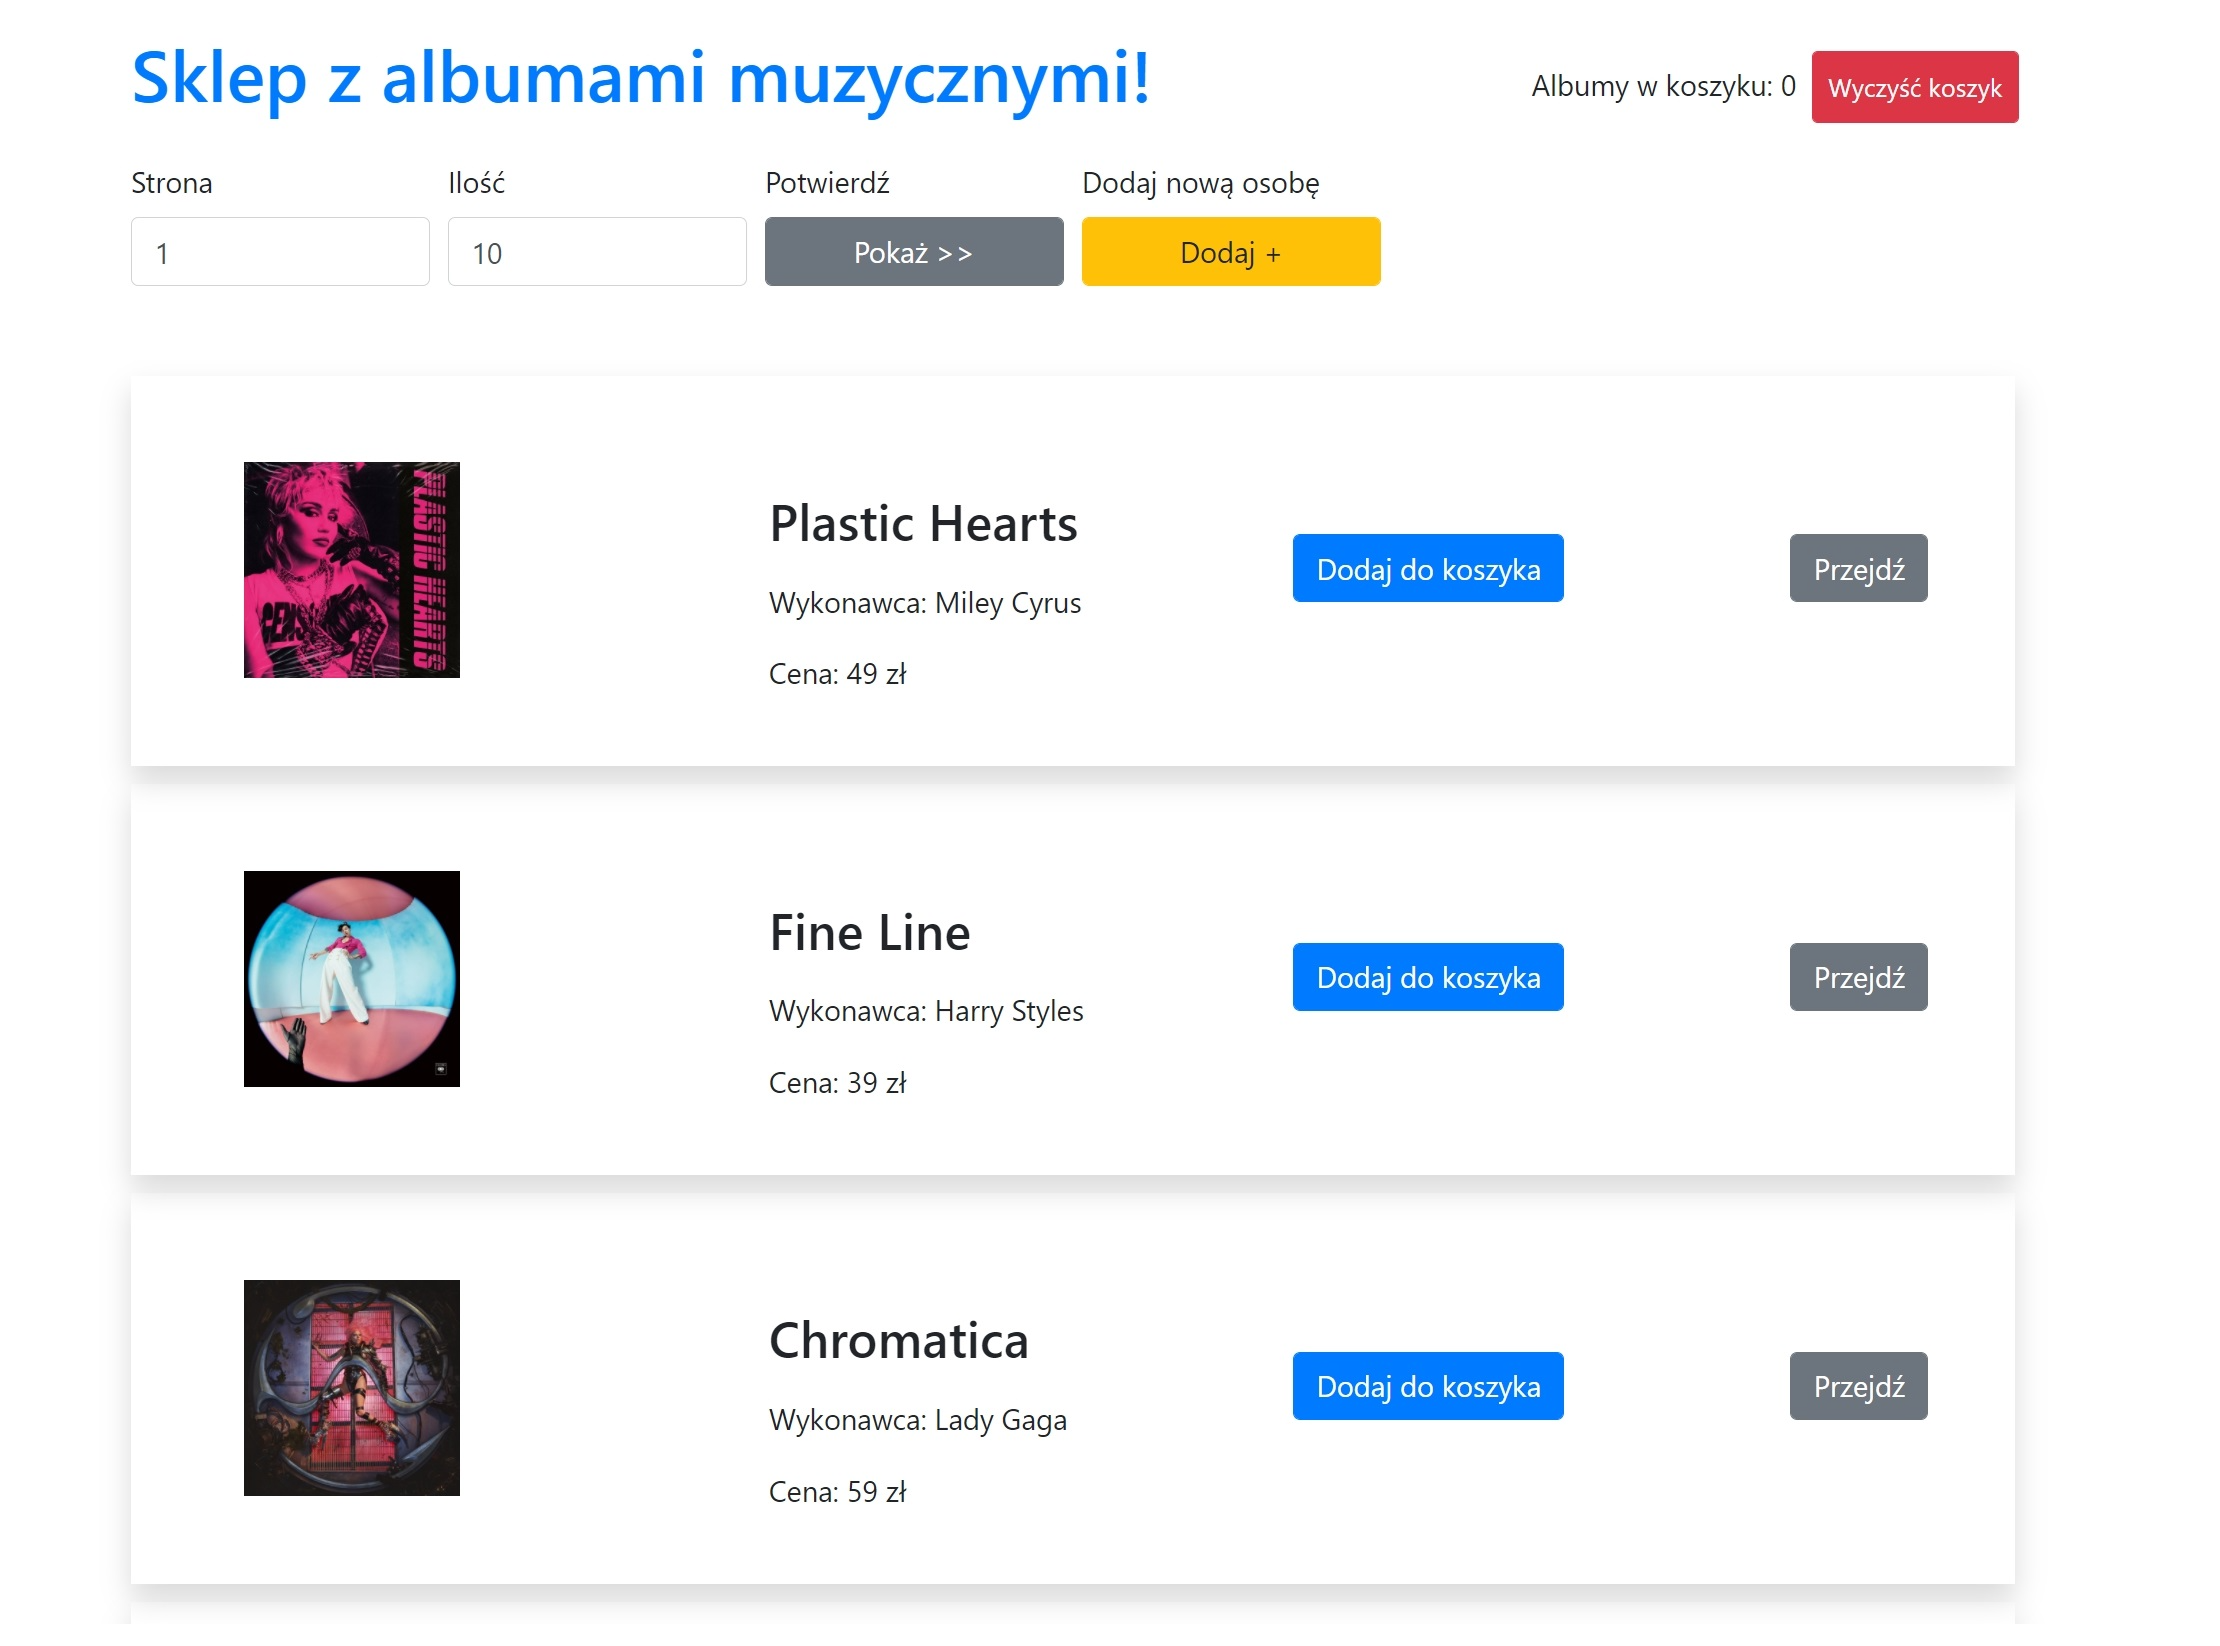 Sklep z albumami muzycznymi!
Albumy w koszyku: 0 Wyczyść koszyk
Strona Ilość Potwierdź Dodaj nową osobę
1 10 Pokaż >> Dodaj +
PLASTIC HEARTS
Plastic Hearts
Wykonawca: Miley Cyrus
Cena: 49 zł
Dodaj do koszyka
Przejdź
Fine Line
Wykonawca: Harry Styles
Cena: 39 zł
Dodaj do koszyka
Przejdź
Chromatica
Wykonawca: Lady Gaga
Cena: 59 zł
Dodaj do koszyka
Przejdź